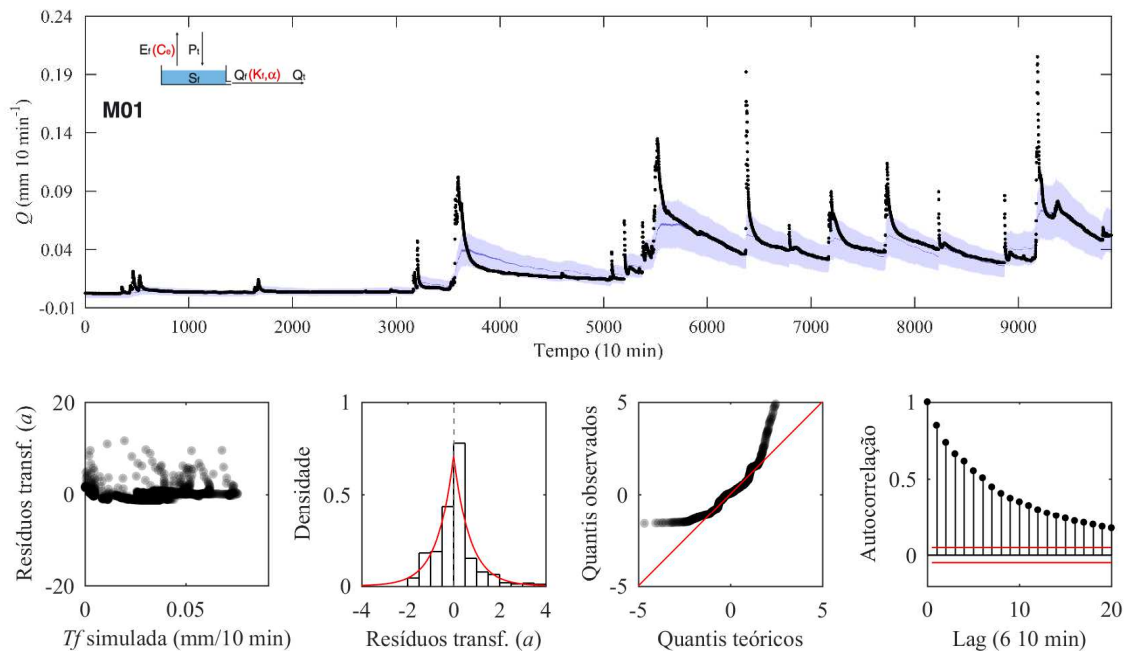 0.24
0.19
0.14
0.09
0.04
-0.01
Q (mm 10 min⁻¹)
Ef(Ce) Pt
Sf Qf(Kf,α) Qt
M01
0 1000 2000 3000 4000 5000 6000 7000 8000 9000
Tempo (10 min)
20
0
-20
Resíduos transf. (a)
0 0.05
Tf simulada (mm/10 min)
1
0.5
0
Densidade
-4 -2 0 2 4
Resíduos transf. (a)
5
0
-5
Quantis observados
-5 0 5
Quantis teóricos
1
0.5
0
Autocorrelação
0 10 20
Lag (6 10 min)